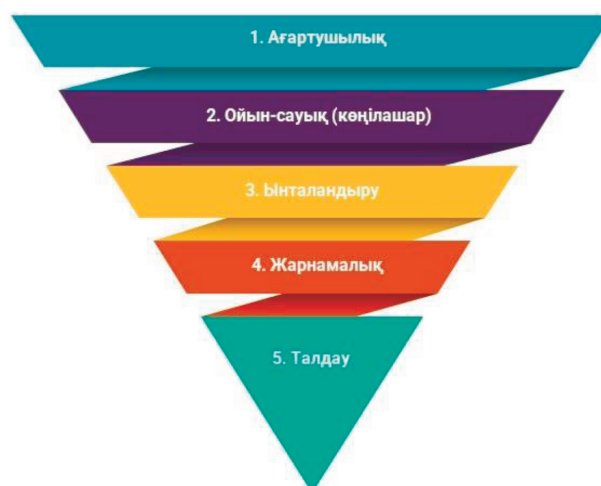 1. Ағартушылық
2. Ойын-сауық (көңілашар)
3. Ынталандыру
4. Жарнамалық
5. Талдау